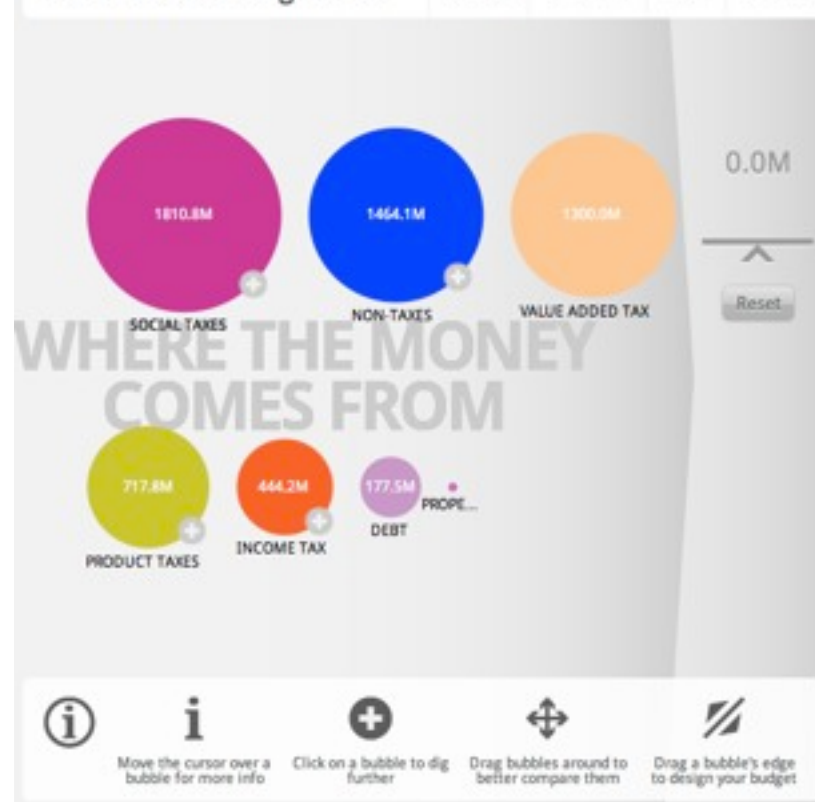 0.0M
1810.8M
1464.1M
1300.0M
Reset
SOCIAL TAXES
NON-TAXES
VALUE ADDED TAX
WHERE THE MONEY
COMES FROM
717.8M
444.2M
177.5M
PROPE...
DEBT
INCOME TAX
PRODUCT TAXES
Move the cursor over a
bubble for more info
Click on a bubble to dig
further
Drag bubbles around to
better compare them
Drag a bubble's edge
to design your budget